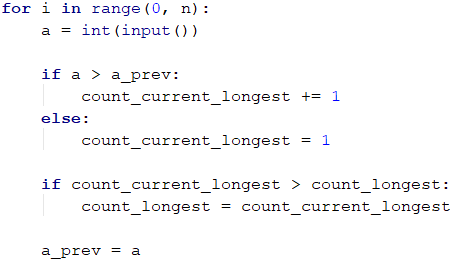 for i in range(0, n):
    a = int(input())

    if a > a_prev:
        count_current_longest += 1
    else:
        count_current_longest = 1

    if count_current_longest > count_longest:
        count_longest = count_current_longest

    a_prev = a